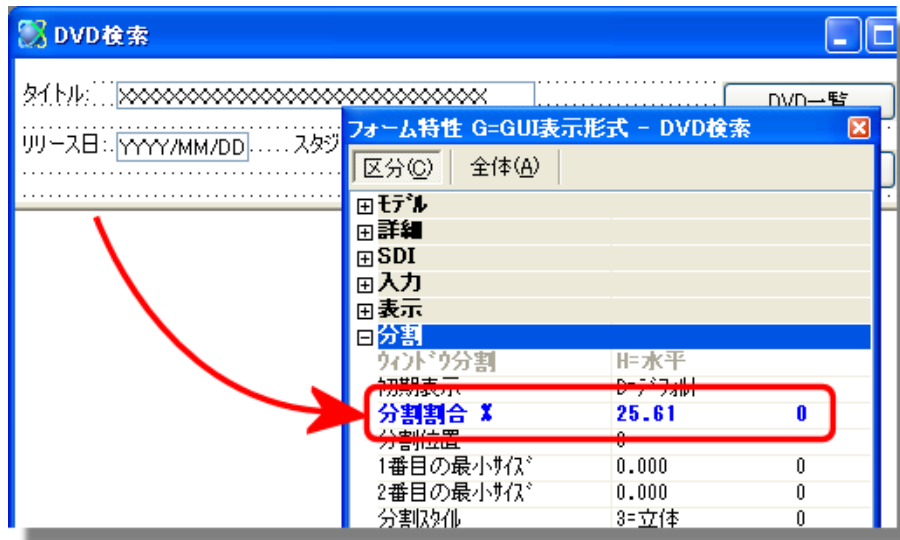 DVD検索
タイトル:
XXXXXXXXXXXXXXXXXXXXXXXXXXXXXX
DVD一覧
リリース日:
YYYY/MM/DD
スタジ
フォーム特性 G=GUI表示形式 - DVD検索
区分(C) 全体(A)
モデル
詳細
SDI
入力
表示
分割
ウィンドウ分割 H=水平
初期表示 D=デフォルト
分割割合 % 25.61 0
分割位置 0
1番目の最小サイズ 0.000 0
2番目の最小サイズ 0.000 0
分割スタイル 3=立体 0